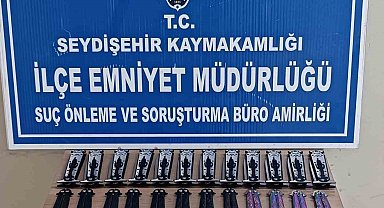 T.C.
SEYDİŞEHİR KAYMAKAMLIĞI
İLÇE EMNİYET MÜDÜRLÜĞÜ
SUÇ ÖNLEME VE SORUŞTURMA BÜRO AMİRLİĞİ